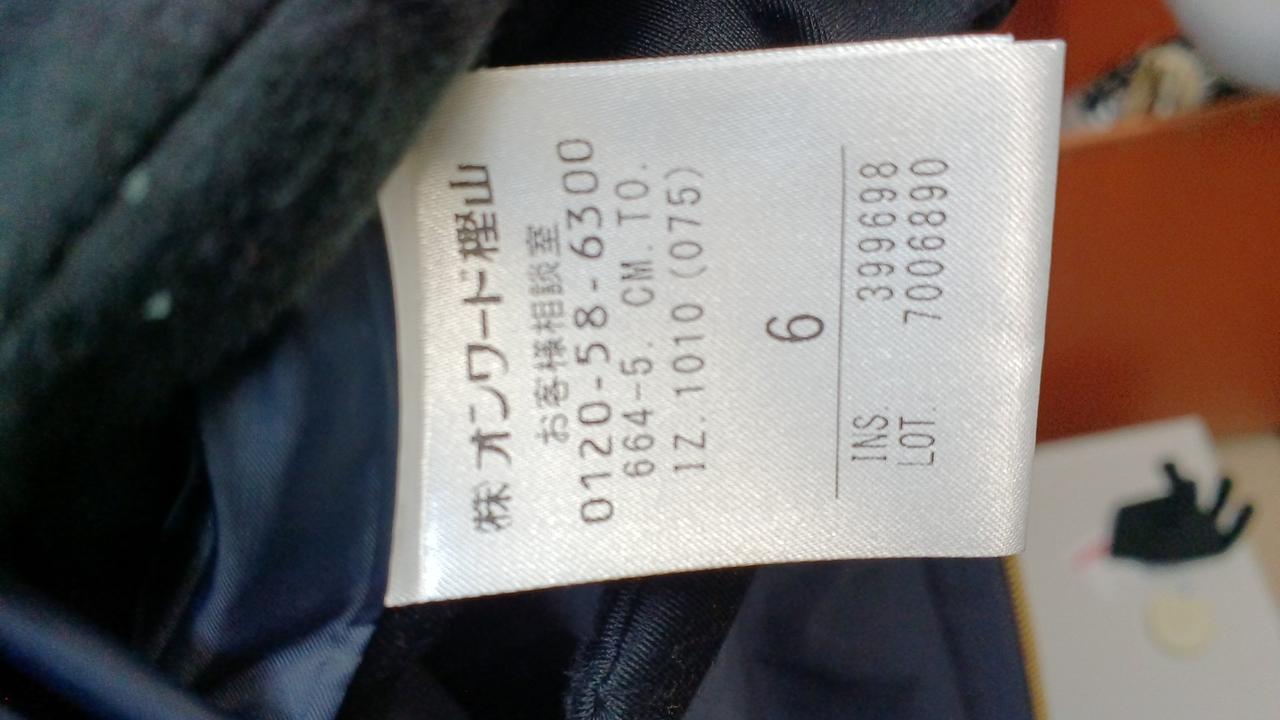 ㈱オンワード樫山
お客様相談室
0120-58-6300
664-5. CM. TO.
IZ.1010(075)
6
INS. 399698
LOT. 7006890